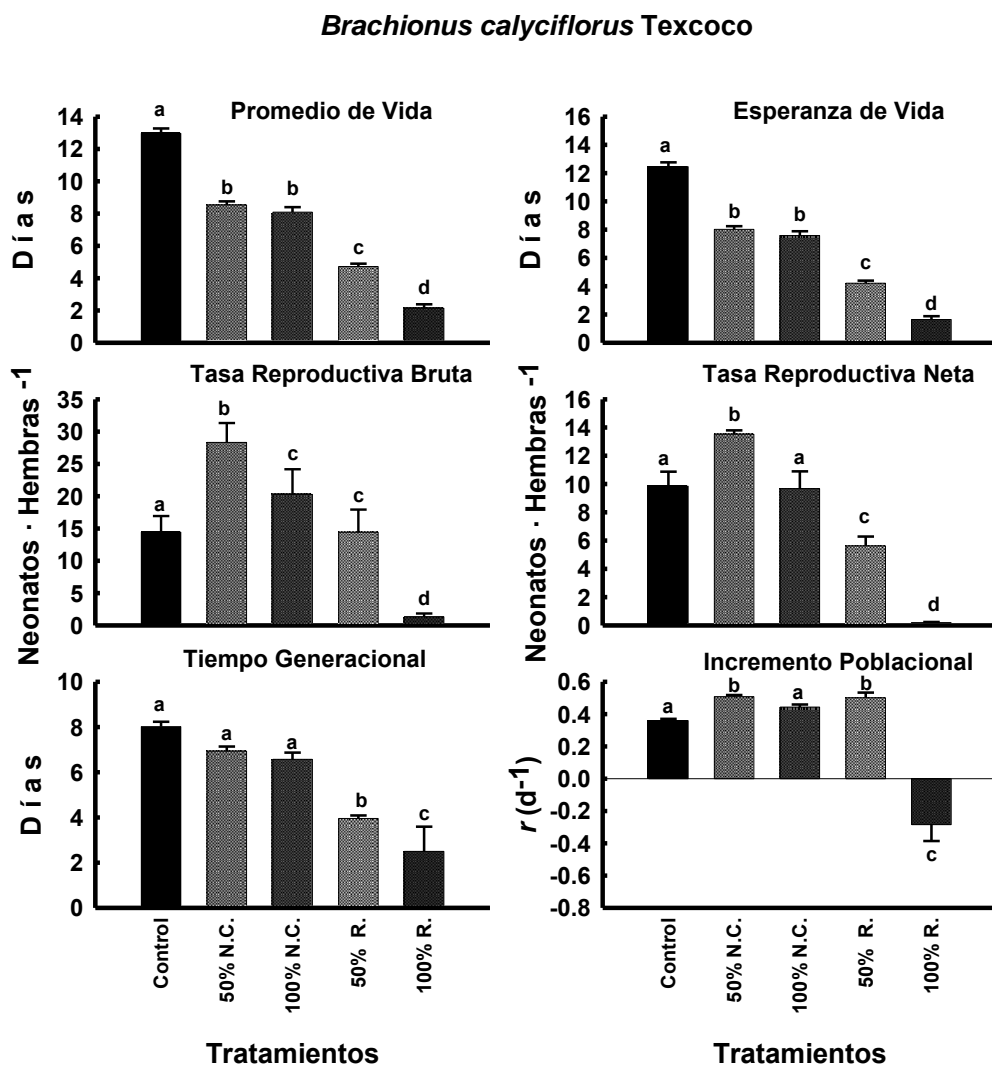 Brachionus calyciflorus Texcoco
Promedio de Vida
Días
14
12
10
8
6
4
2
0
a
b
b
c
d
Esperanza de Vida
Días
16
14
12
10
8
6
4
2
0
a
b
b
c
d
Tasa Reproductiva Bruta
Neonatos · Hembras -1
35
30
25
20
15
10
5
0
a
b
c
c
d
Tasa Reproductiva Neta
Neonatos · Hembras -1
16
14
12
10
8
6
4
2
0
a
b
a
c
d
Tiempo Generacional
Días
10
8
6
4
2
0
a
a
a
b
c
Control
50% N.C.
100% N.C.
50% R.
100% R.
Tratamientos
Incremento Poblacional
r (d-1)
0.6
0.4
0.2
0.0
-0.2
-0.4
-0.6
-0.8
a
b
a
b
c
Control
50% N.C.
100% N.C.
50% R.
100% R.
Tratamientos